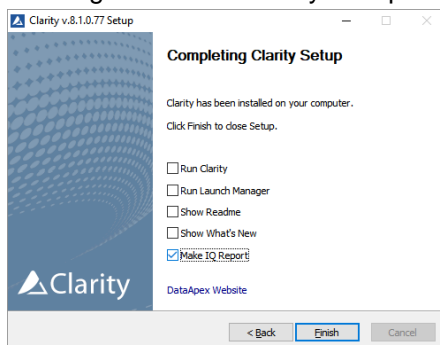 Clarity v.8.1.0.77 Setup
Completing Clarity Setup
Clarity has been installed on your computer.
Click Finish to close Setup.
Run Clarity
Run Launch Manager
Show Readme
Show What's New
Make IQ Report
Clarity
DataApex Website
< Back
Finish
Cancel